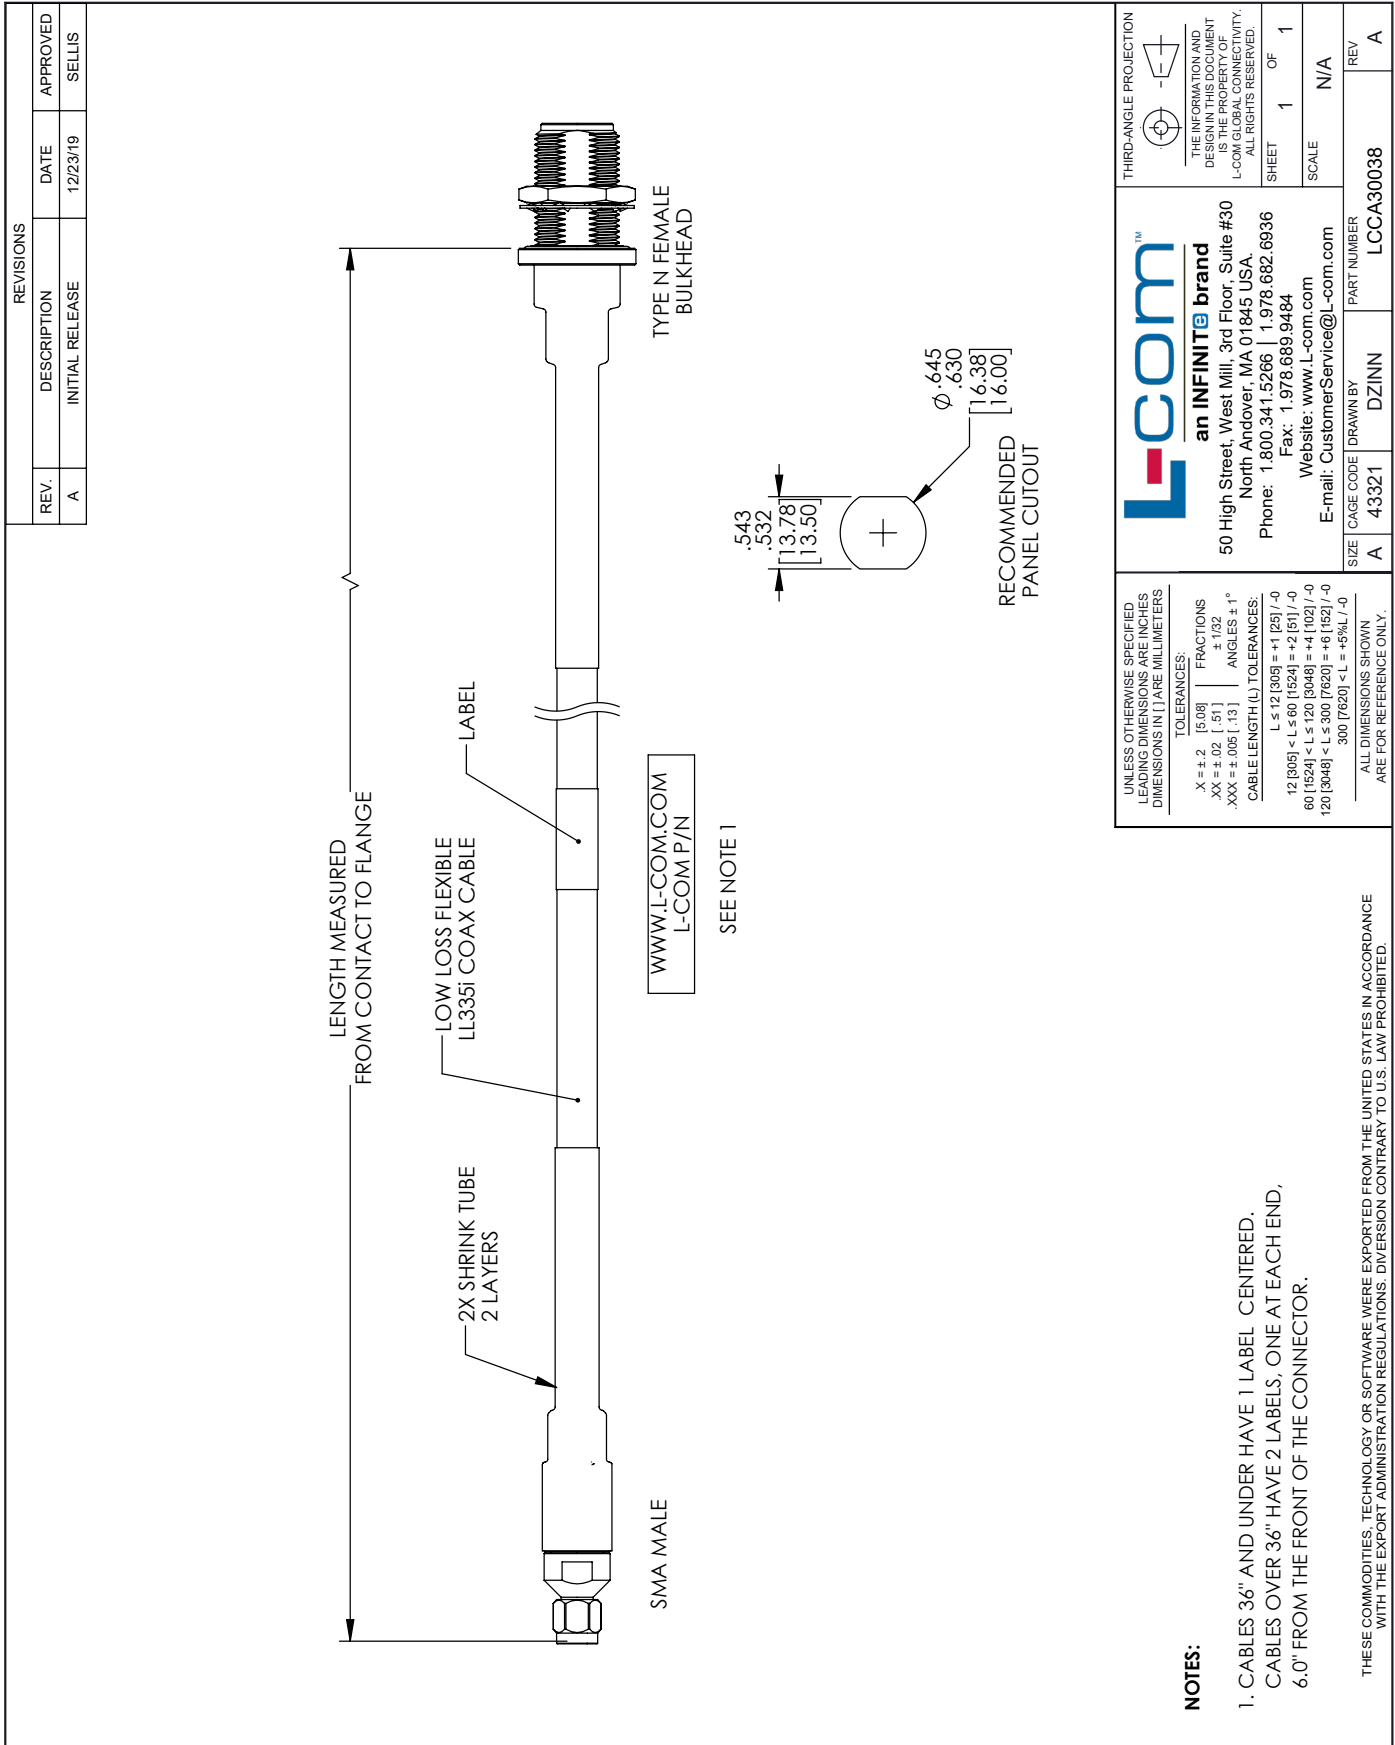 REVISIONS
REV. DESCRIPTION DATE APPROVED
A INITIAL RELEASE 12/23/19 SELLIS
LENGTH MEASURED
FROM CONTACT TO FLANGE
2X SHRINK TUBE
2 LAYERS
LOW LOSS FLEXIBLE
LL335i COAX CABLE
LABEL
SMA MALE
TYPE N FEMALE
BULKHEAD
WWW.L-COM.COM
L-COM P/N
SEE NOTE 1
.543
.532
[13.78]
[13.50]
Ø .645
.630
[16.38]
[16.00]
RECOMMENDED
PANEL CUTOUT
NOTES:
1. CABLES 36" AND UNDER HAVE 1 LABEL CENTERED.
CABLES OVER 36" HAVE 2 LABELS, ONE AT EACH END,
6.0" FROM THE FRONT OF THE CONNECTOR.
THESE COMMODITIES, TECHNOLOGY OR SOFTWARE WERE EXPORTED FROM THE UNITED STATES IN ACCORDANCE
WITH THE EXPORT ADMINISTRATION REGULATIONS. DIVERSION CONTRARY TO U.S. LAW PROHIBITED.
UNLESS OTHERWISE SPECIFIED
LEADING DIMENSIONS ARE INCHES
DIMENSIONS IN [ ] ARE MILLIMETERS
TOLERANCES:
.X = ±.2 [5.08] FRACTIONS
.XX = ±.02 [.51] ± 1/32
.XXX = ±.005 [.13] ANGLES ± 1°
CABLE LENGTH (L) TOLERANCES:
L ≤ 12 [305] = +1 [25] / -0
12 [305] < L ≤ 60 [1524] = +2 [51] / -0
60 [1524] < L ≤ 120 [3048] = +4 [102] / -0
120 [3048] < L ≤ 300 [7620] = +6 [152] / -0
300 [7620] < L = +5%L / -0
ALL DIMENSIONS SHOWN
ARE FOR REFERENCE ONLY.
L-com™
an INFINITe brand
50 High Street, West Mill, 3rd Floor, Suite #30
North Andover, MA 01845 USA.
Phone: 1.800.341.5266 | 1.978.682.6936
Fax: 1.978.689.9484
Website: www.L-com.com
E-mail: CustomerService@L-com.com
THIRD-ANGLE PROJECTION
THE INFORMATION AND
DESIGN IN THIS DOCUMENT
IS THE PROPERTY OF
L-COM GLOBAL CONNECTIVITY.
ALL RIGHTS RESERVED.
SHEET 1 OF 1
SCALE N/A
SIZE A
CAGE CODE 43321
DRAWN BY DZINN
PART NUMBER LCCA30038
REV A